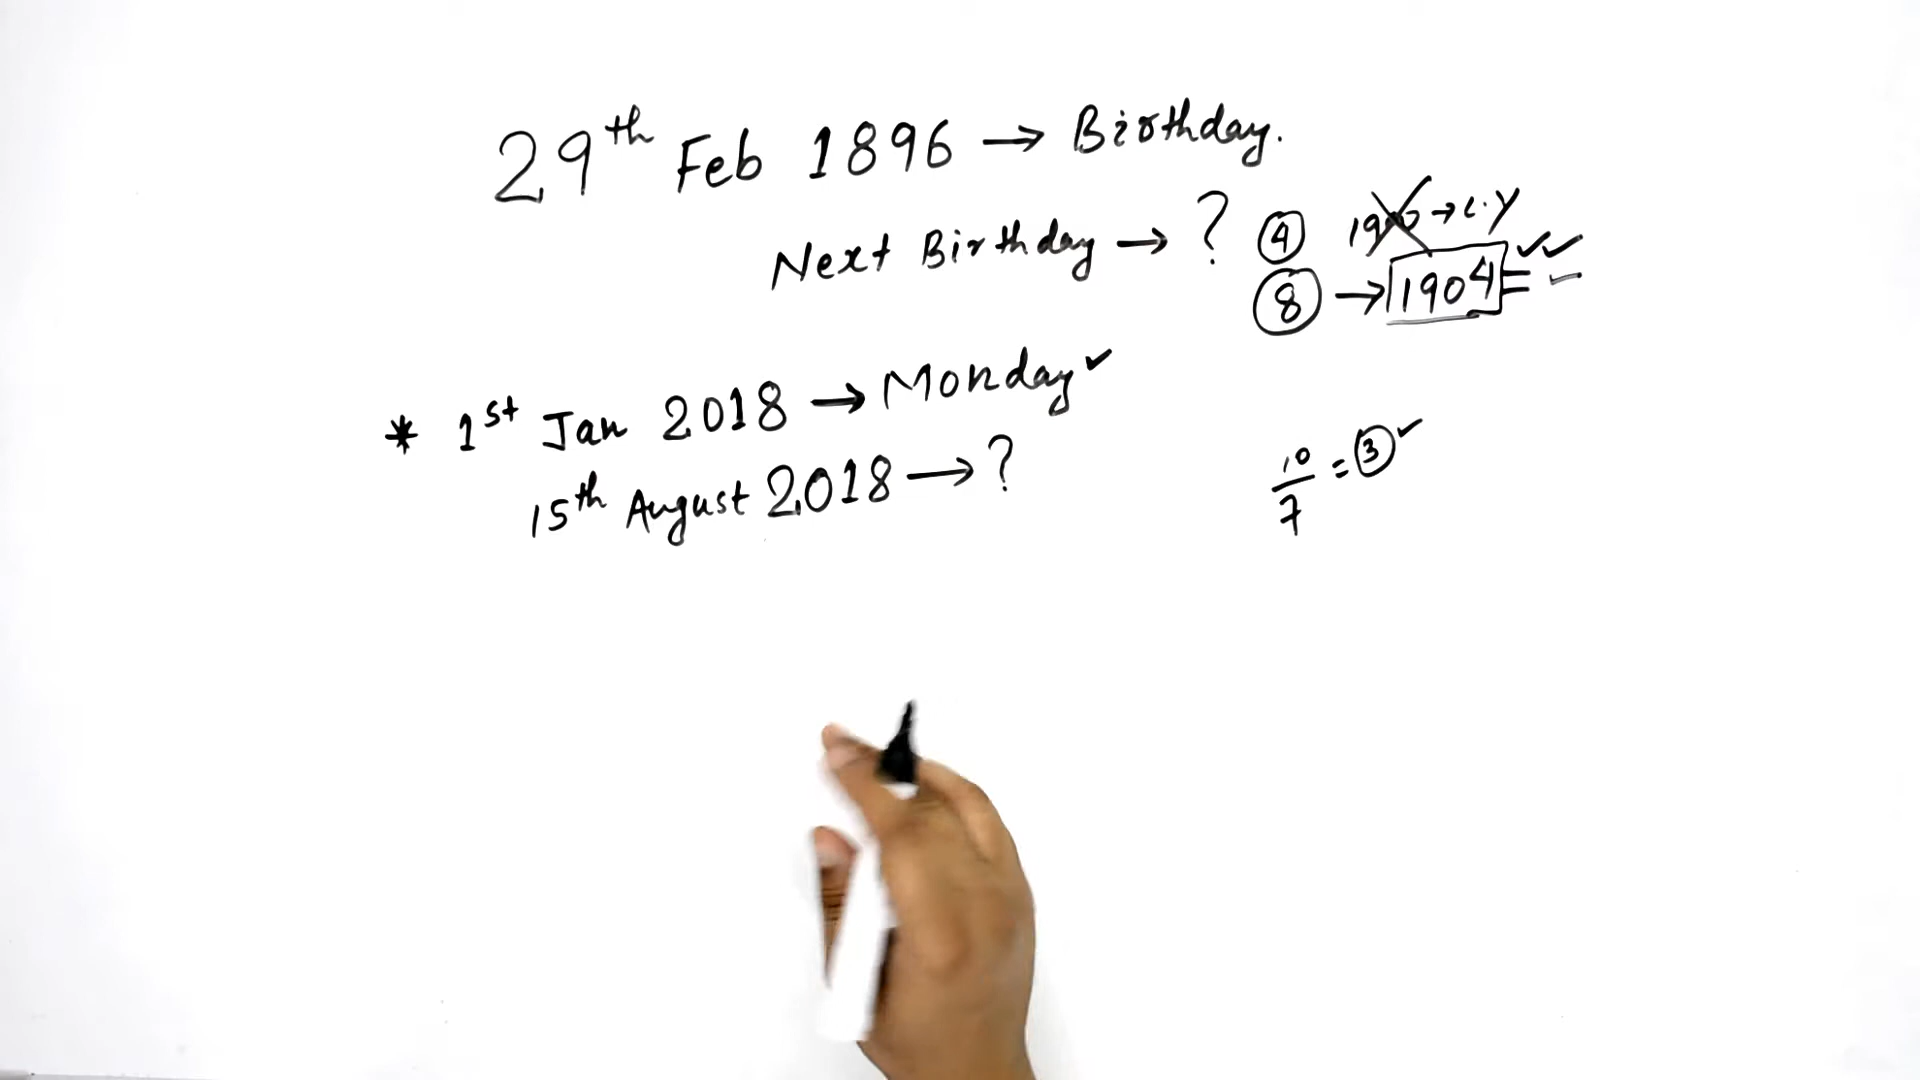 29th Feb 1896 → Birthday.
Next Birthday → ? 4 1900 → L.Y
8 → 1904
* 1st Jan 2018 → Monday ✓
15th August 2018 → ?
10/7 = 3 ✓